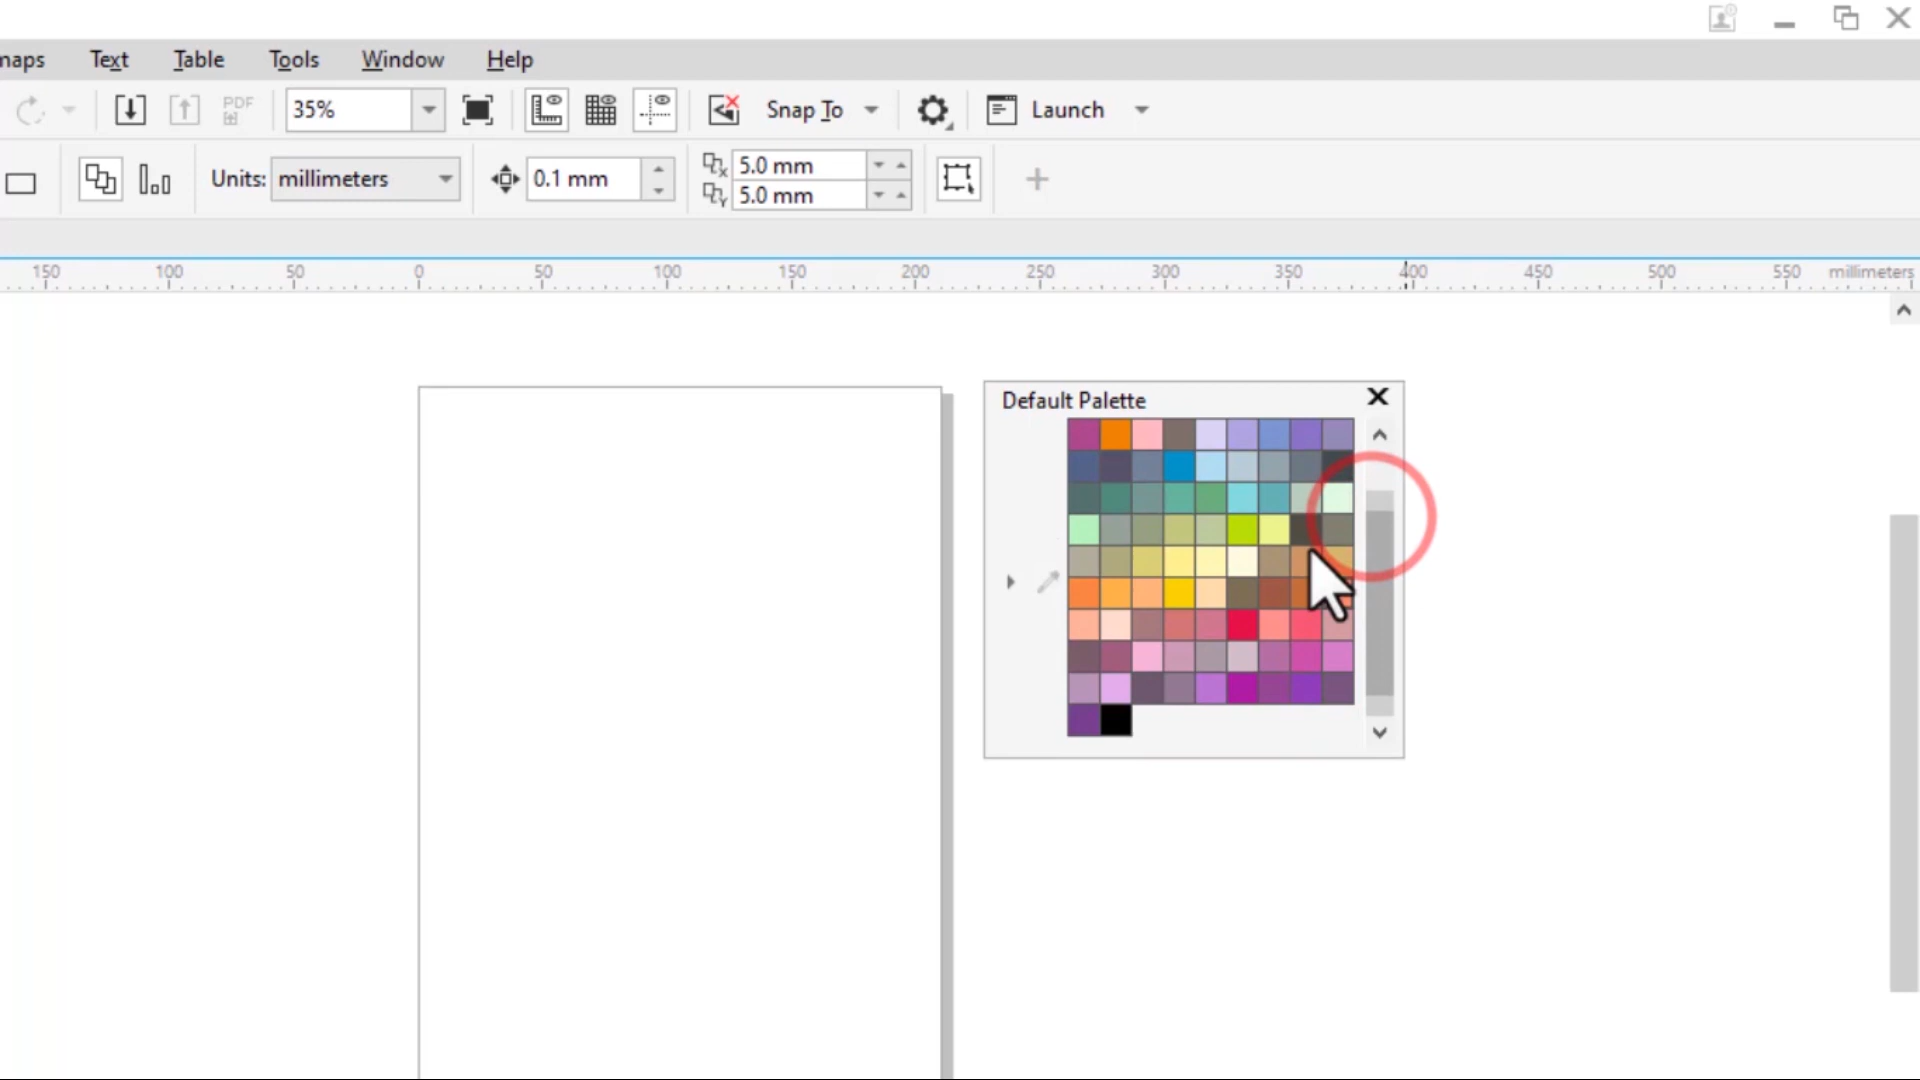 maps Text Table Tools Window Help
PDF 35% Snap To Launch
Units: millimeters 0.1 mm 5.0 mm
5.0 mm
150 100 50 0 50 100 150 200 250 300 350 400 450 500 550 millimeters
Default Palette